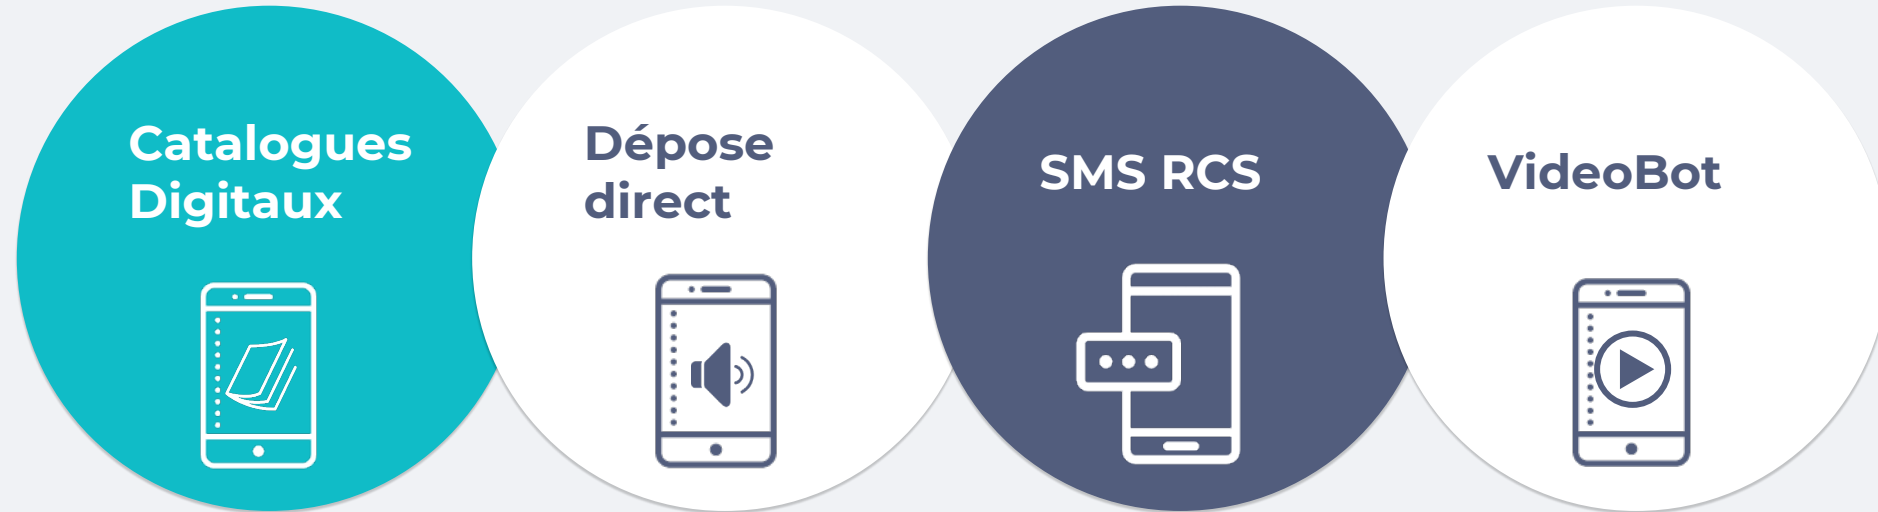 Catalogues
Digitaux
Dépose
direct
SMS RCS
VideoBot